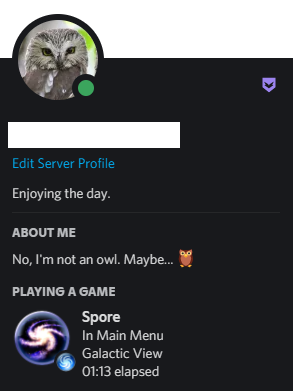 Edit Server Profile
Enjoying the day.
ABOUT ME
No, I'm not an owl. Maybe... 🦉
PLAYING A GAME
Spore
In Main Menu
Galactic View
01:13 elapsed